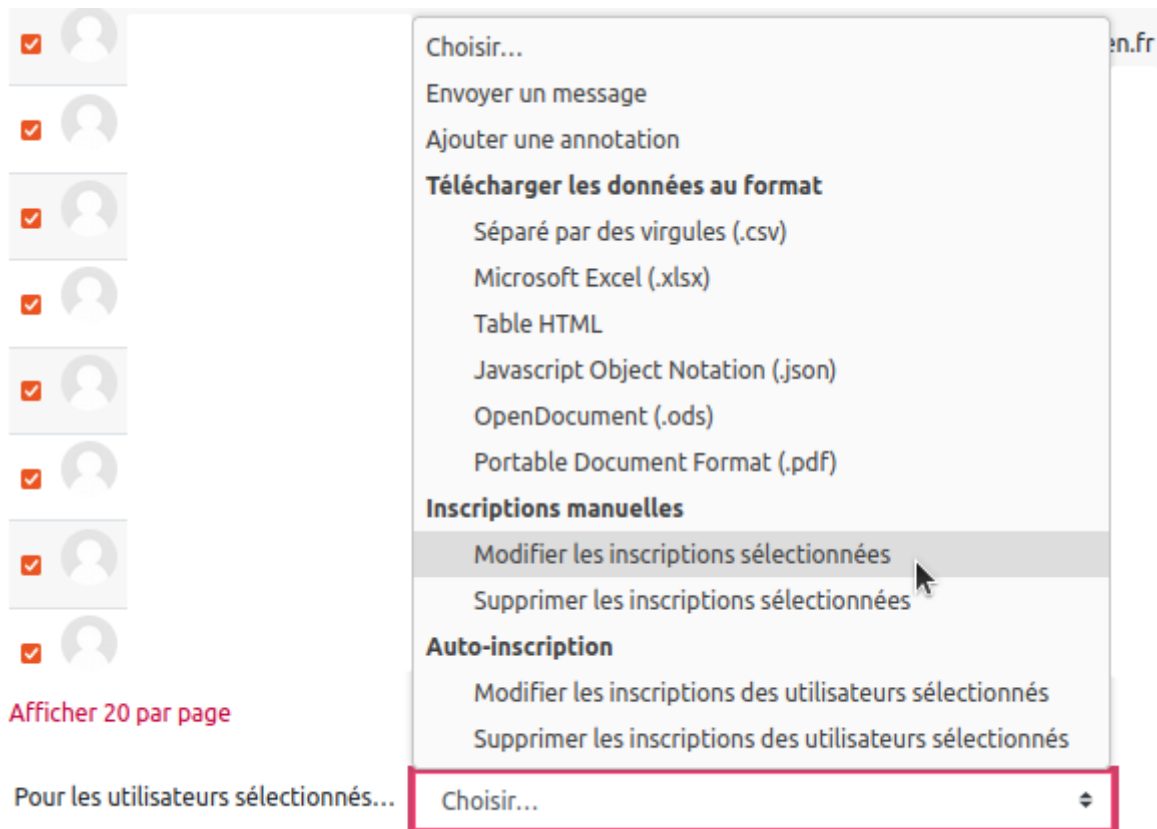 Choisir...
en.fr
Envoyer un message
Ajouter une annotation
Télécharger les données au format
Séparé par des virgules (.csv)
Microsoft Excel (.xlsx)
Table HTML
Javascript Object Notation (.json)
OpenDocument (.ods)
Portable Document Format (.pdf)
Inscriptions manuelles
Modifier les inscriptions sélectionnées
Supprimer les inscriptions sélectionnées
Auto-inscription
Modifier les inscriptions des utilisateurs sélectionnés
Supprimer les inscriptions des utilisateurs sélectionnés
Afficher 20 par page
Pour les utilisateurs sélectionnés... Choisir...